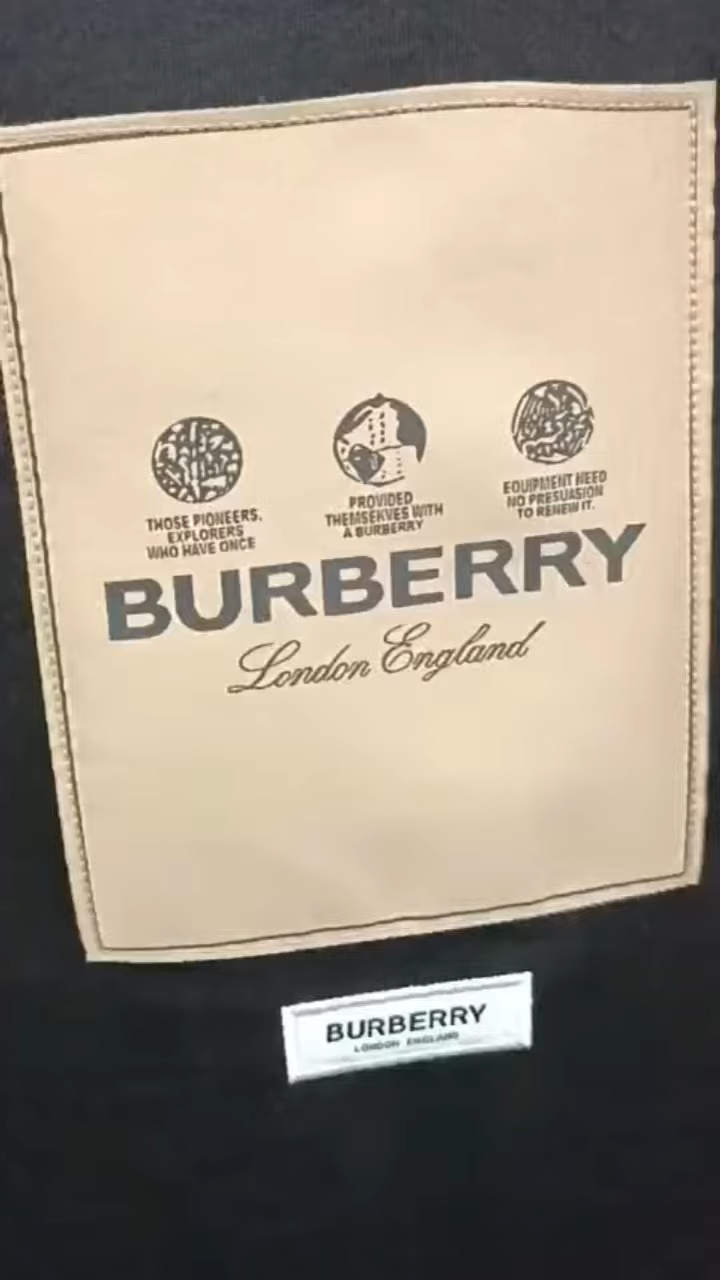 THOSE PIONEERS.
EXPLORERS
WHO HAVE ONCE
PROVIDED
THEMSEKVES WITH
A BURBERRY
EQUIPMENT NEED
NO PRESUASION
TO RENEW IT.
BURBERRY
London England
BURBERRY
LONDON ENGLAND